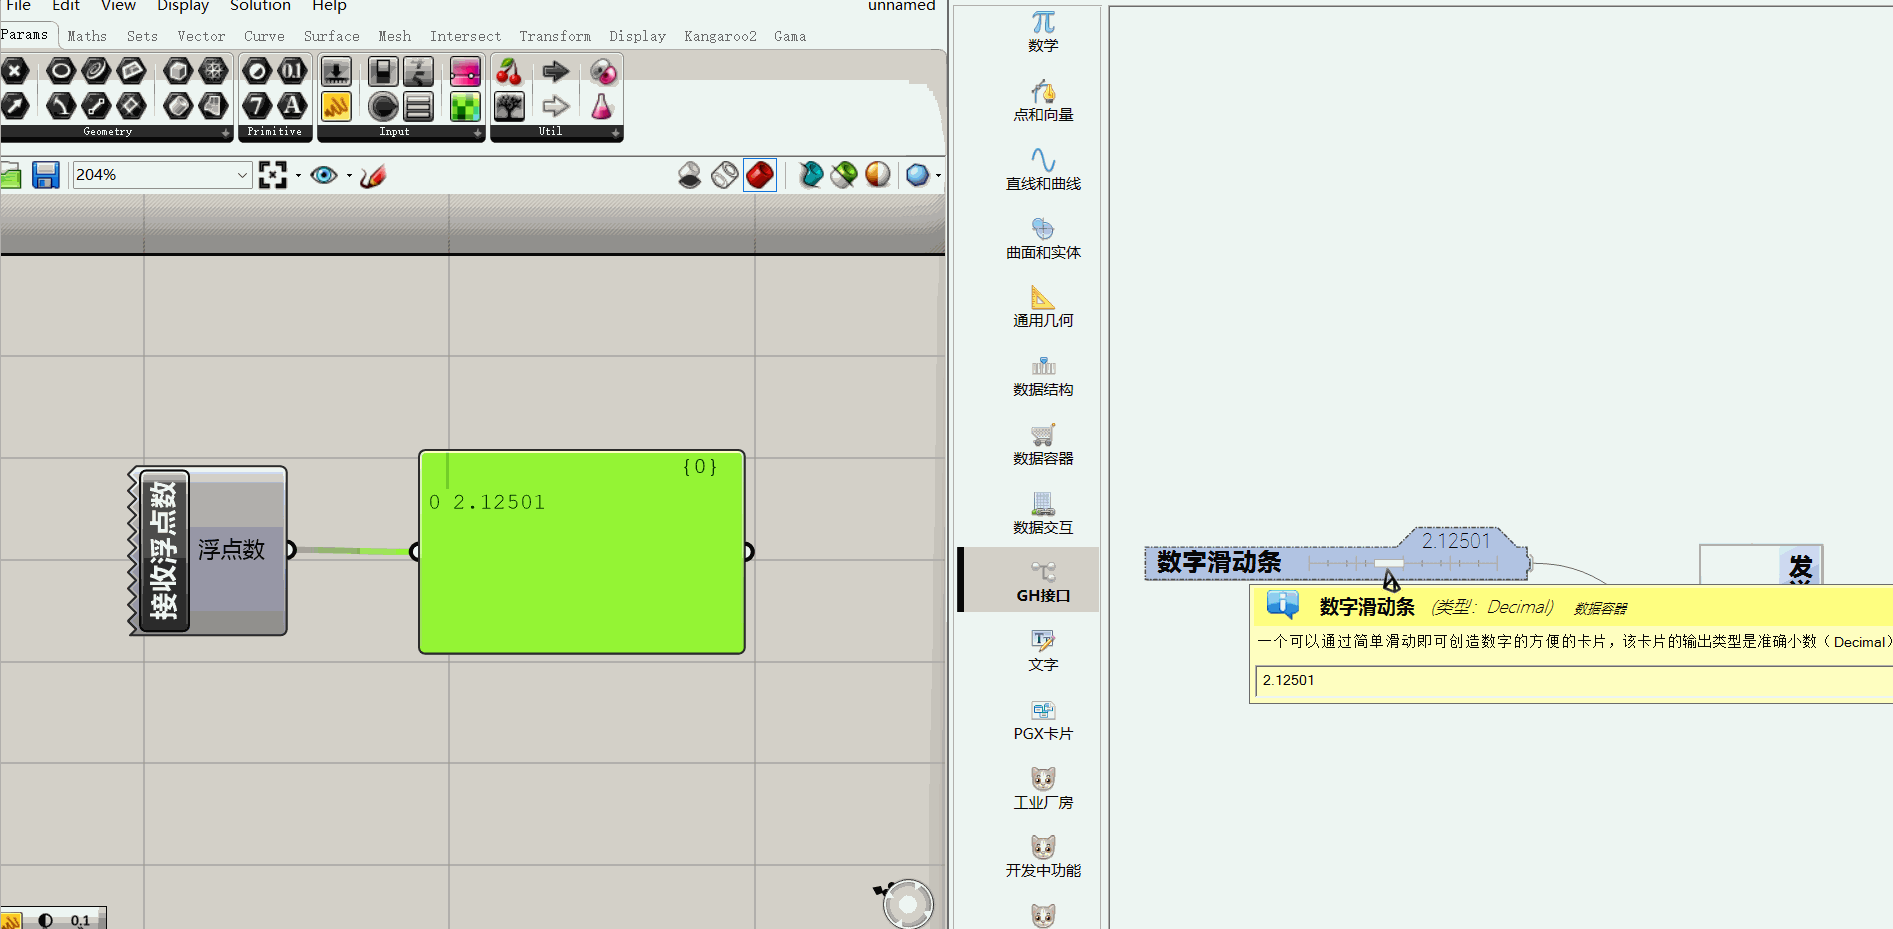 File Edit View Display Solution Help
unnamed
Params Maths Sets Vector Curve Surface Mesh Intersect Transform Display Kangaroo2 Gama
Geometry Primitive Input Util
204%
接收浮点数
浮点数
{0}
0 2.12501
0.1
数学
点和向量
直线和曲线
曲面和实体
通用几何
数据结构
数据容器
数据交互
GH接口
文字
PGX卡片
工业厂房
开发中功能
2.12501
数字滑动条
数字滑动条 (类型：Decimal) 数据容器
一个可以通过简单滑动即可创造数字的方便的卡片，该卡片的输出类型是准确小数（Decimal）
2.12501
发